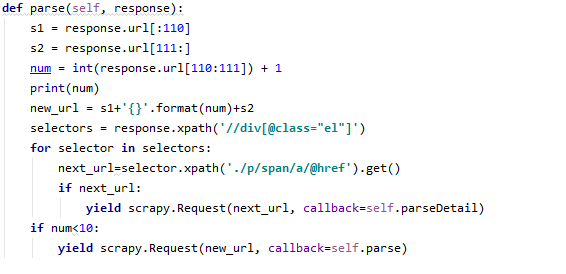 def parse(self, response):
    s1 = response.url[:110]
    s2 = response.url[111:]
    num = int(response.url[110:111]) + 1
    print(num)
    new_url = s1+'{}'.format(num)+s2
    selectors = response.xpath('//div[@class="el"]')
    for selector in selectors:
        next_url=selector.xpath('./p/span/a/@href').get()
        if next_url:
            yield scrapy.Request(next_url, callback=self.parseDetail)
    if num<10:
        yield scrapy.Request(new_url, callback=self.parse)